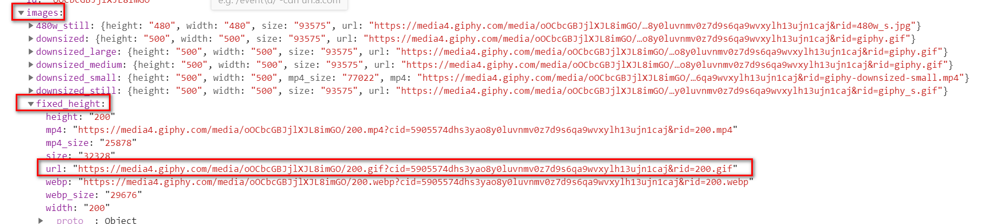 id: "oOCbcGBJjlXJL8imGO"
e.g. /event\d/ -cdn url:a.com
images:
480w_still: {height: "480", width: "480", size: "93575", url: "https://media4.giphy.com/media/oOCbcGBJjlXJL8imGO/…8y0luvnmv0z7d9s6qa9wvxylh13ujn1caj&rid=480w_s.jpg"}
downsized: {height: "500", width: "500", size: "93575", url: "https://media4.giphy.com/media/oOCbcGBJjlXJL8imGO/…o8y0luvnmv0z7d9s6qa9wvxylh13ujn1caj&rid=giphy.gif"}
downsized_large: {height: "500", width: "500", size: "93575", url: "https://media4.giphy.com/media/oOCbcGBJjlXJL8imGO/…o8y0luvnmv0z7d9s6qa9wvxylh13ujn1caj&rid=giphy.gif"}
downsized_medium: {height: "500", width: "500", size: "93575", url: "https://media4.giphy.com/media/oOCbcGBJjlXJL8imGO/…o8y0luvnmv0z7d9s6qa9wvxylh13ujn1caj&rid=giphy.gif"}
downsized_small: {height: "500", width: "500", mp4_size: "77022", mp4: "https://media4.giphy.com/media/oOCbcGBJjlXJL8imGO/…6qa9wvxylh13ujn1caj&rid=giphy-downsized-small.mp4"}
downsized_still: {height: "500", width: "500", size: "93575", url: "https://media4.giphy.com/media/oOCbcGBJjlXJL8imGO/…y0luvnmv0z7d9s6qa9wvxylh13ujn1caj&rid=giphy_s.gif"}
fixed_height:
height: "200"
mp4: "https://media4.giphy.com/media/oOCbcGBJjlXJL8imGO/200.mp4?cid=5905574dhs3yao8y0luvnmv0z7d9s6qa9wvxylh13ujn1caj&rid=200.mp4"
mp4_size: "25878"
size: "32328"
url: "https://media4.giphy.com/media/oOCbcGBJjlXJL8imGO/200.gif?cid=5905574dhs3yao8y0luvnmv0z7d9s6qa9wvxylh13ujn1caj&rid=200.gif"
webp: "https://media4.giphy.com/media/oOCbcGBJjlXJL8imGO/200.webp?cid=5905574dhs3yao8y0luvnmv0z7d9s6qa9wvxylh13ujn1caj&rid=200.webp"
webp_size: "29676"
width: "200"
__proto__: Object